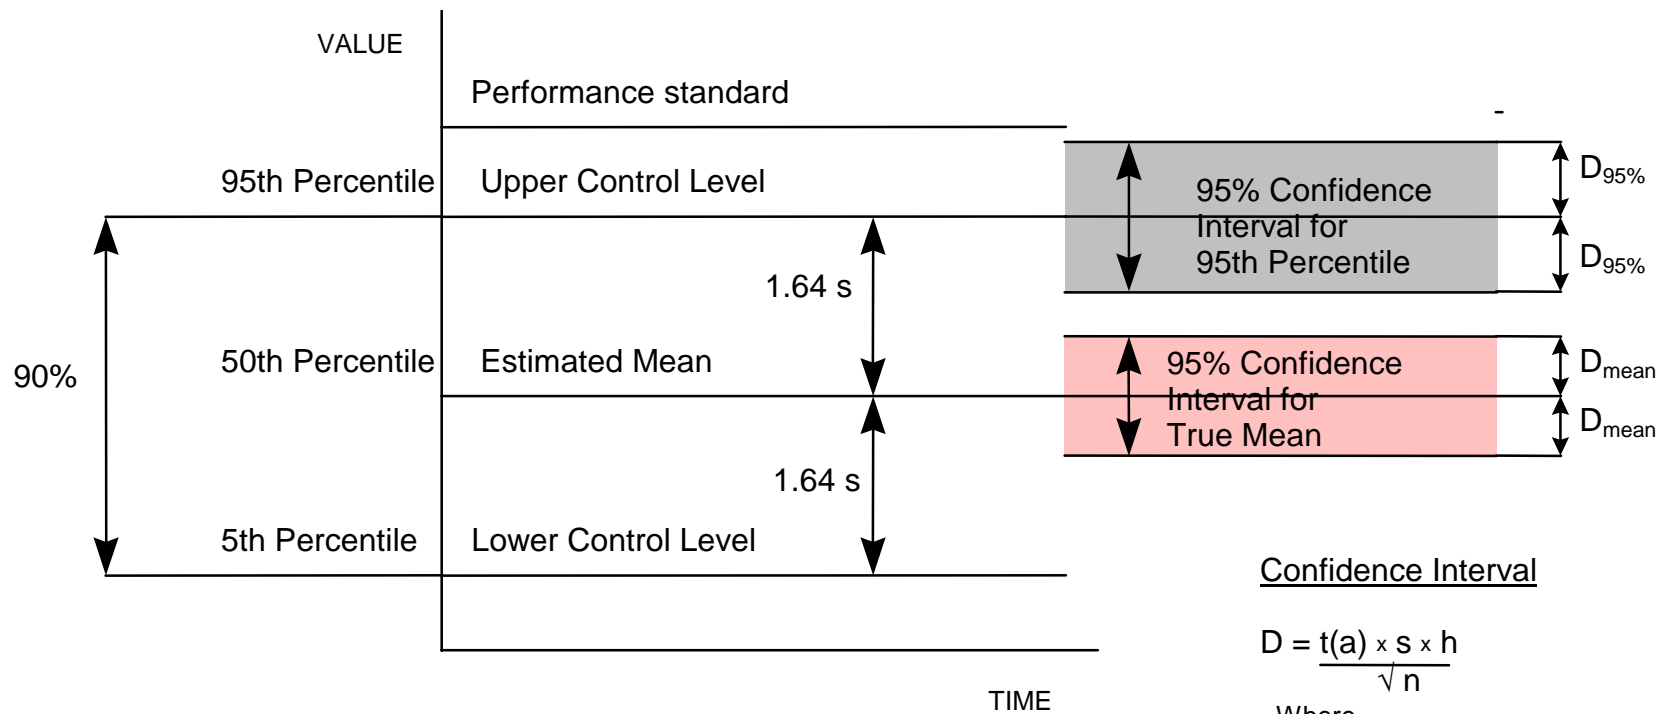 VALUE
Performance standard
-
95th Percentile
Upper Control Level
95% Confidence
Interval for
95th Percentile
D95%
D95%
1.64 s
90%
50th Percentile
Estimated Mean
95% Confidence
Interval for
True Mean
Dmean
Dmean
1.64 s
5th Percentile
Lower Control Level
Confidence Interval
D = t(a) x s x h
√ n
TIME
Where